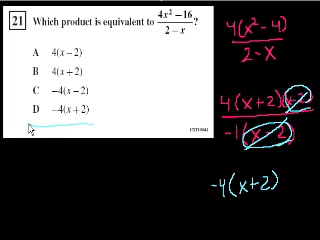 21 Which product is equivalent to (4x² − 16)/(2 − x)?
A 4(x − 2)
B 4(x + 2)
C −4(x − 2)
D −4(x + 2)
4(x² − 4)
2 − x
4(x + 2)(x − 2)
−1(x − 2)
−4(x + 2)